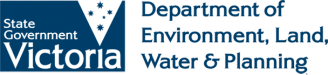 State
Government
Victoria
Department of
Environment, Land,
Water & Planning